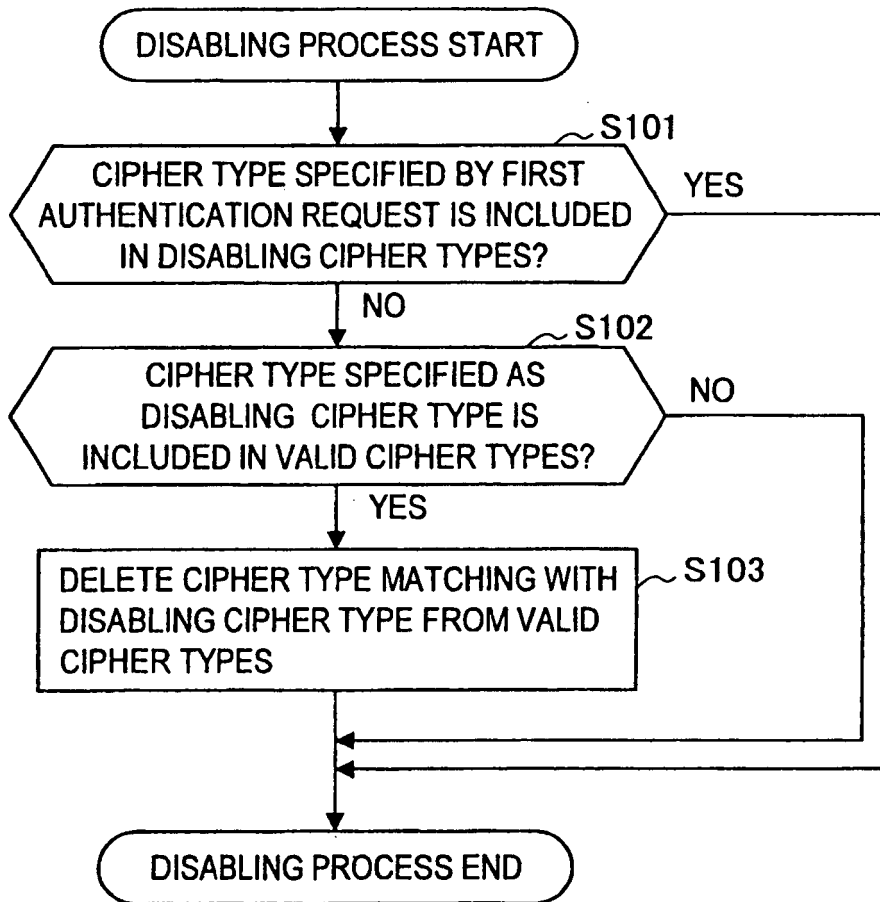 DISABLING PROCESS START
S101
CIPHER TYPE SPECIFIED BY FIRST
AUTHENTICATION REQUEST IS INCLUDED
IN DISABLING CIPHER TYPES?
YES
NO
S102
CIPHER TYPE SPECIFIED AS
DISABLING CIPHER TYPE IS
INCLUDED IN VALID CIPHER TYPES?
NO
YES
DELETE CIPHER TYPE MATCHING WITH
DISABLING CIPHER TYPE FROM VALID
CIPHER TYPES
S103
DISABLING PROCESS END